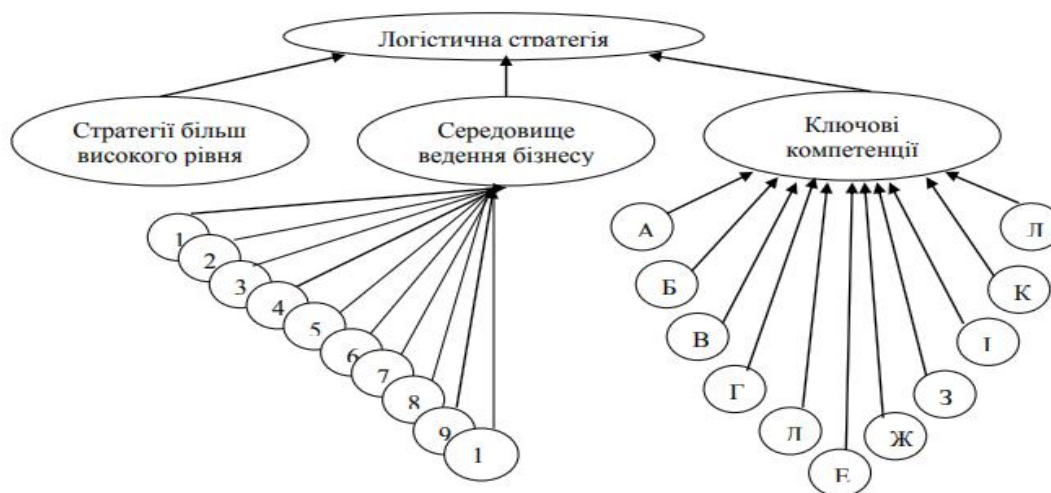 Логістична стратегія
Стратегії більш
високого рівня
Середовище
ведення бізнесу
Ключові
компетенції
1
2
3
4
5
6
7
8
9
1
А
Б
В
Г
Д
Е
Ж
З
І
К
Л